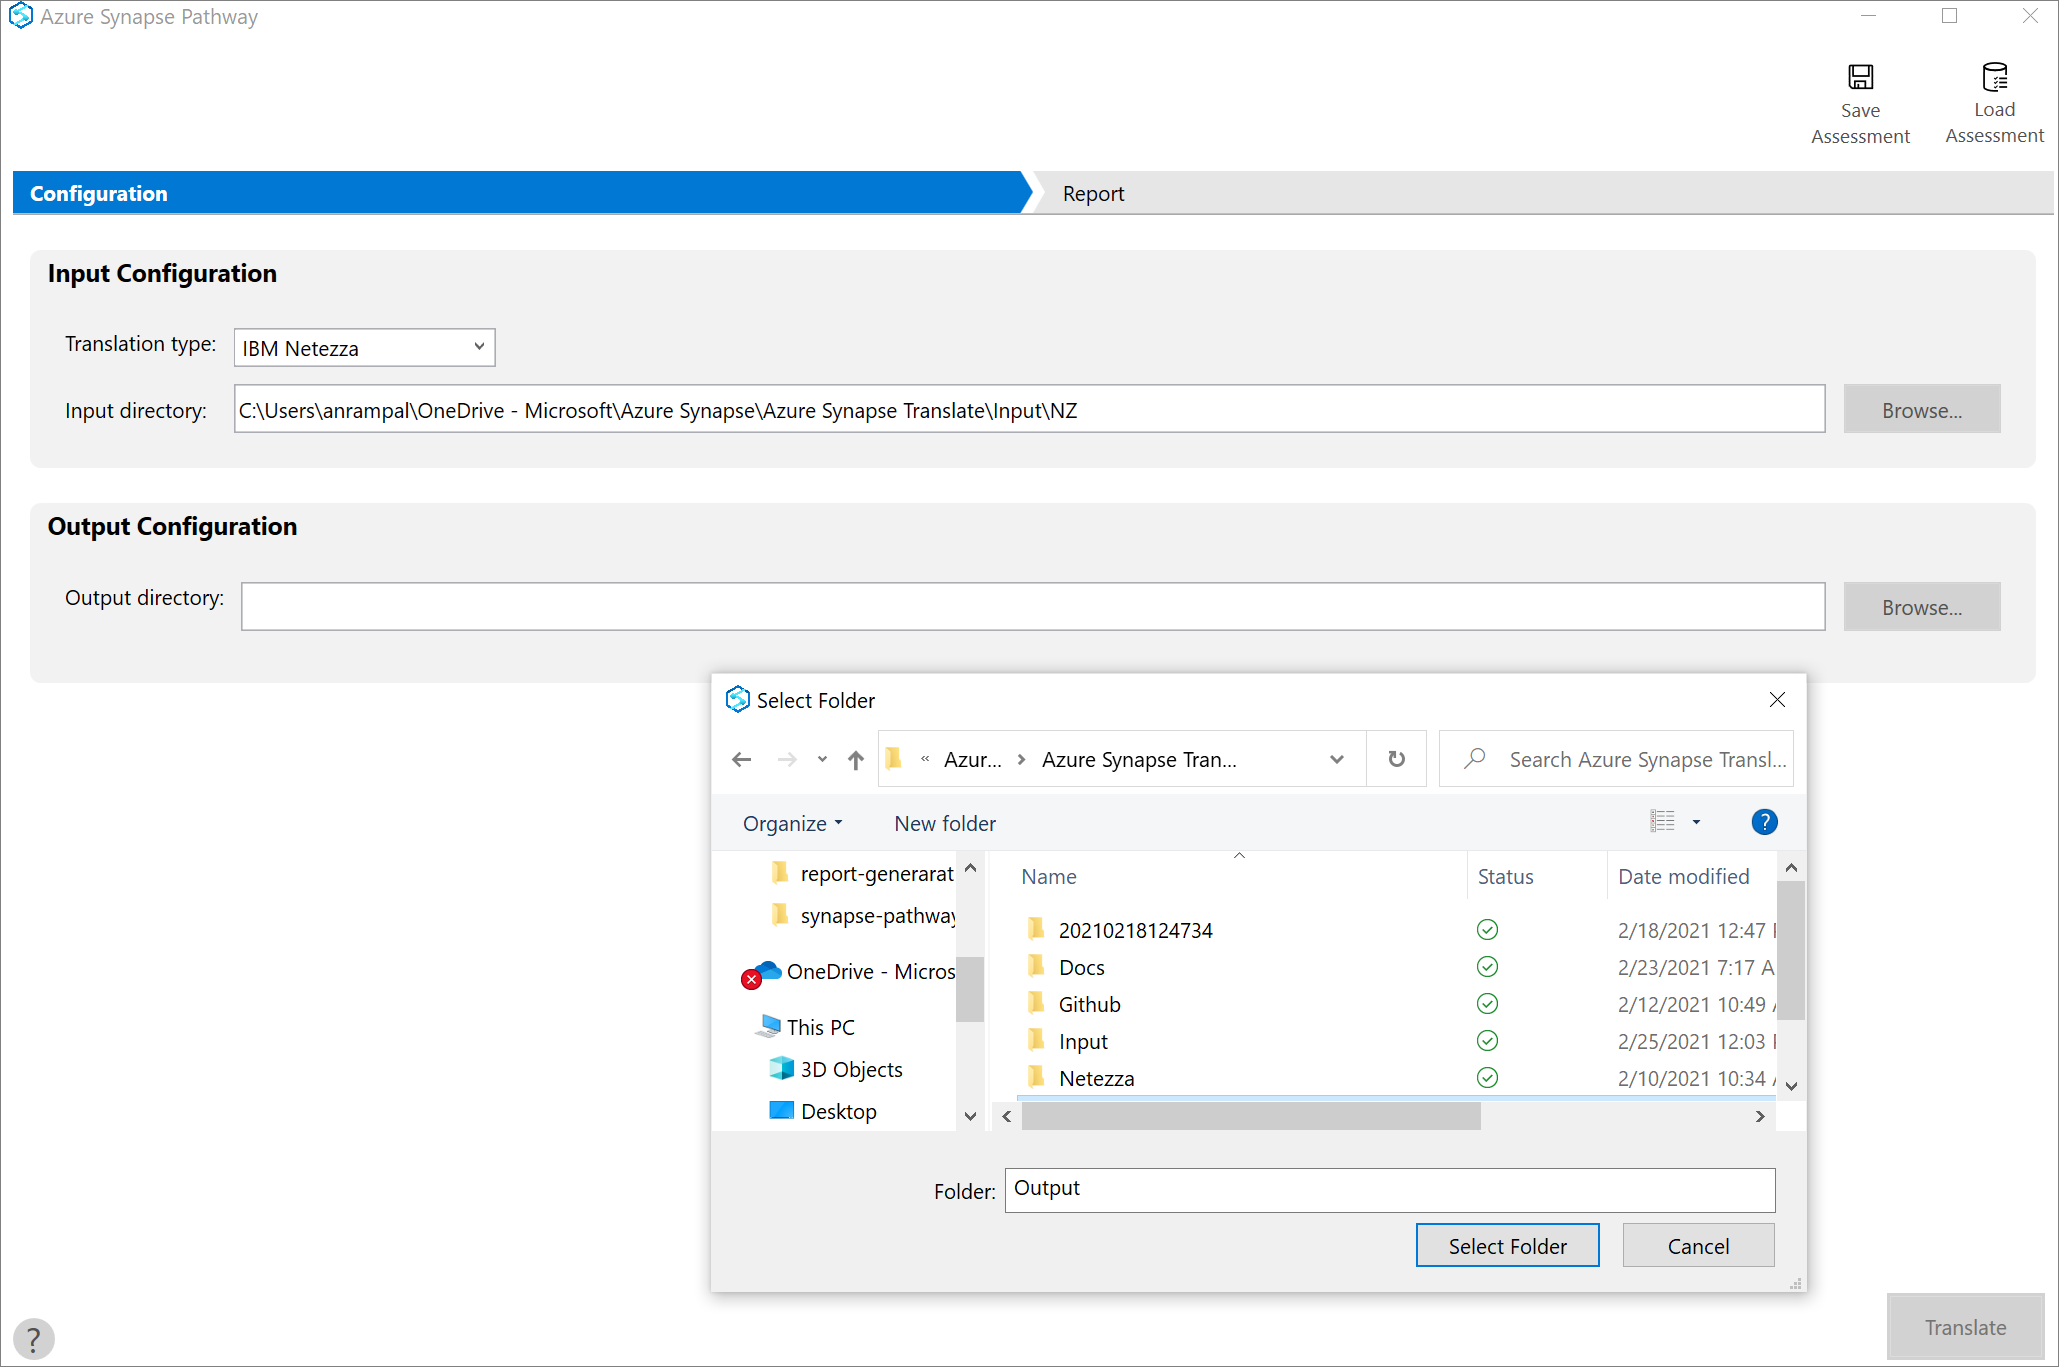 Azure Synapse Pathway
Save
Assessment
Load
Assessment
Configuration
Report
Input Configuration
Translation type:
IBM Netezza
Input directory:
C:\Users\anrampal\OneDrive - Microsoft\Azure Synapse\Azure Synapse Translate\Input\NZ
Browse...
Output Configuration
Output directory:
Browse...
Select Folder
« Azur... > Azure Synapse Tran...
Search Azure Synapse Transl...
Organize
New folder
?
report-generarat
synapse-pathway
OneDrive - Micros
This PC
3D Objects
Desktop
Name Status Date modified
20210218124734 2/18/2021 12:47
Docs 2/23/2021 7:17 A
Github 2/12/2021 10:49
Input 2/25/2021 12:03
Netezza 2/10/2021 10:34
Folder: Output
Select Folder
Cancel
?
Translate